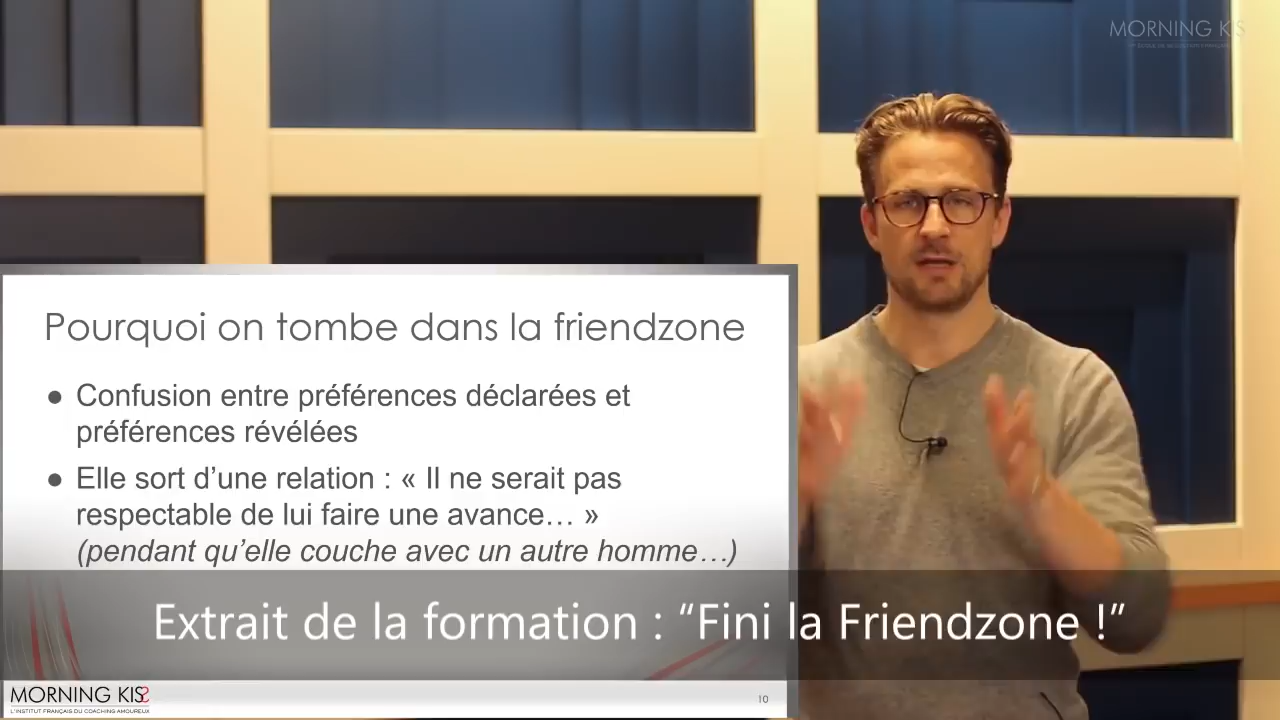 MORNING KIS
Pourquoi on tombe dans la friendzone
● Confusion entre préférences déclarées et
préférences révélées
● Elle sort d’une relation : « Il ne serait pas
respectable de lui faire une avance… »
(pendant qu’elle couche avec un autre homme…)
Extrait de la formation : “Fini la Friendzone !”
MORNING KISS
L'INSTITUT FRANÇAIS DU COACHING AMOUREUX
10